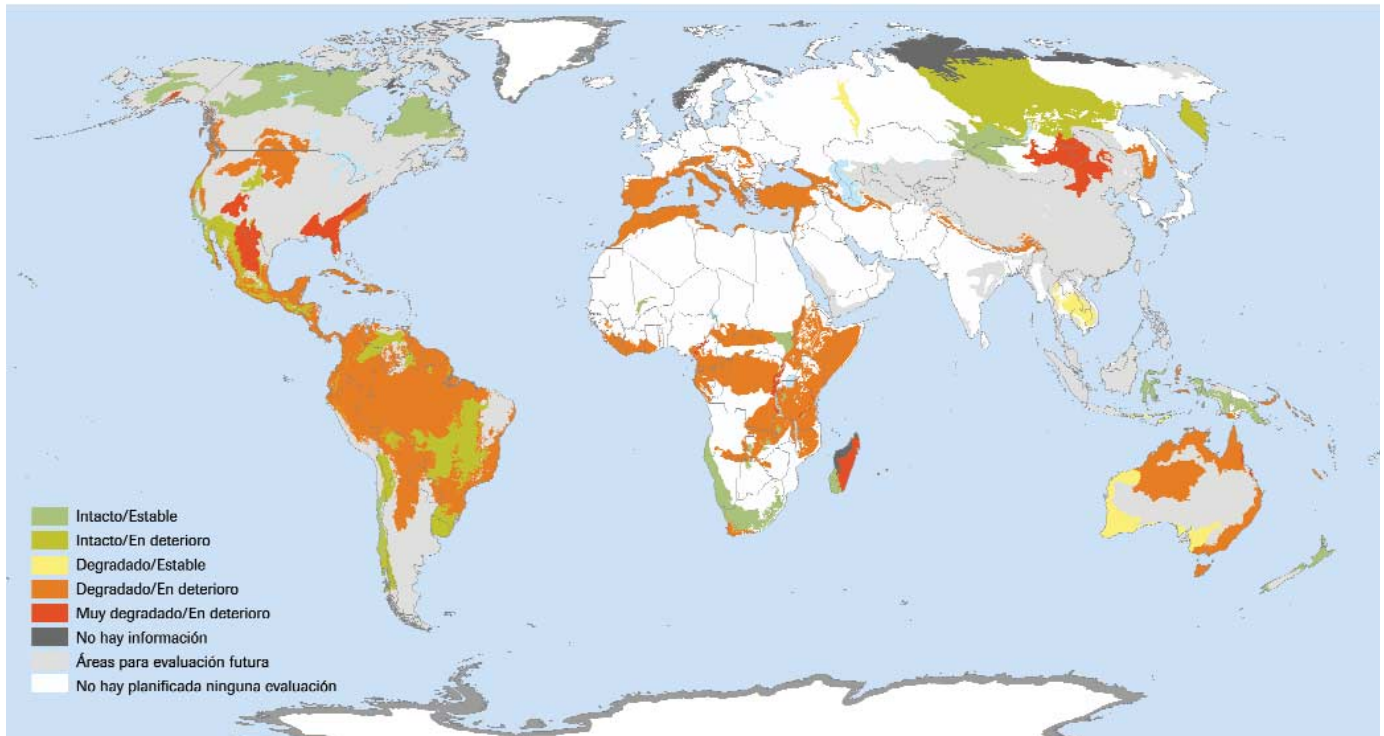 Intacto/Estable
Intacto/En deterioro
Degradado/Estable
Degradado/En deterioro
Muy degradado/En deterioro
No hay información
Áreas para evaluación futura
No hay planificada ninguna evaluación